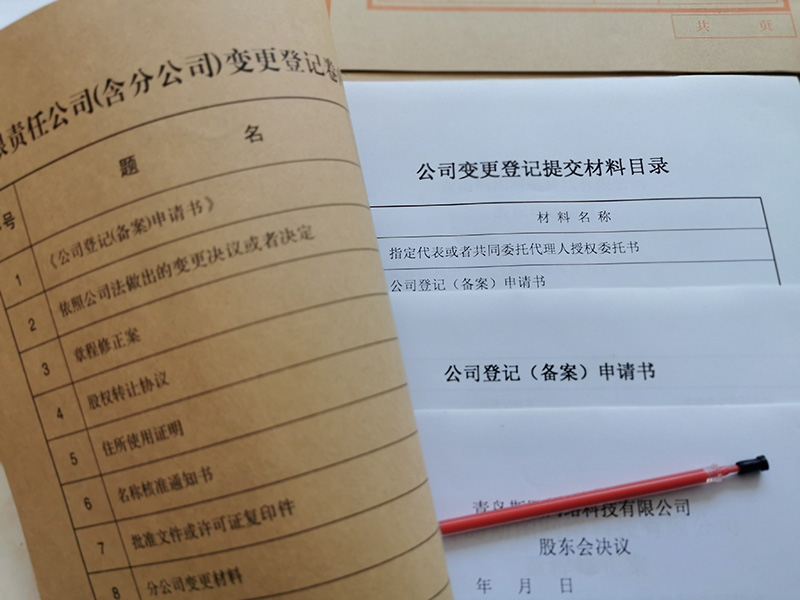 共 页
限责任公司(含分公司)变更登记卷
号 题 名
1 《公司登记(备案)申请书》
2 依照公司法做出的变更决议或者决定
3 章程修正案
4 股权转让协议
5 住所使用证明
6 名称核准通知书
7 批准文件或许可证复印件
8 分公司变更材料
公司变更登记提交材料目录
材 料 名 称
指定代表或者共同委托代理人授权委托书
公司登记（备案）申请书
公司登记（备案）申请书
青岛 络科技有限公司
股东会决议
年 月 日